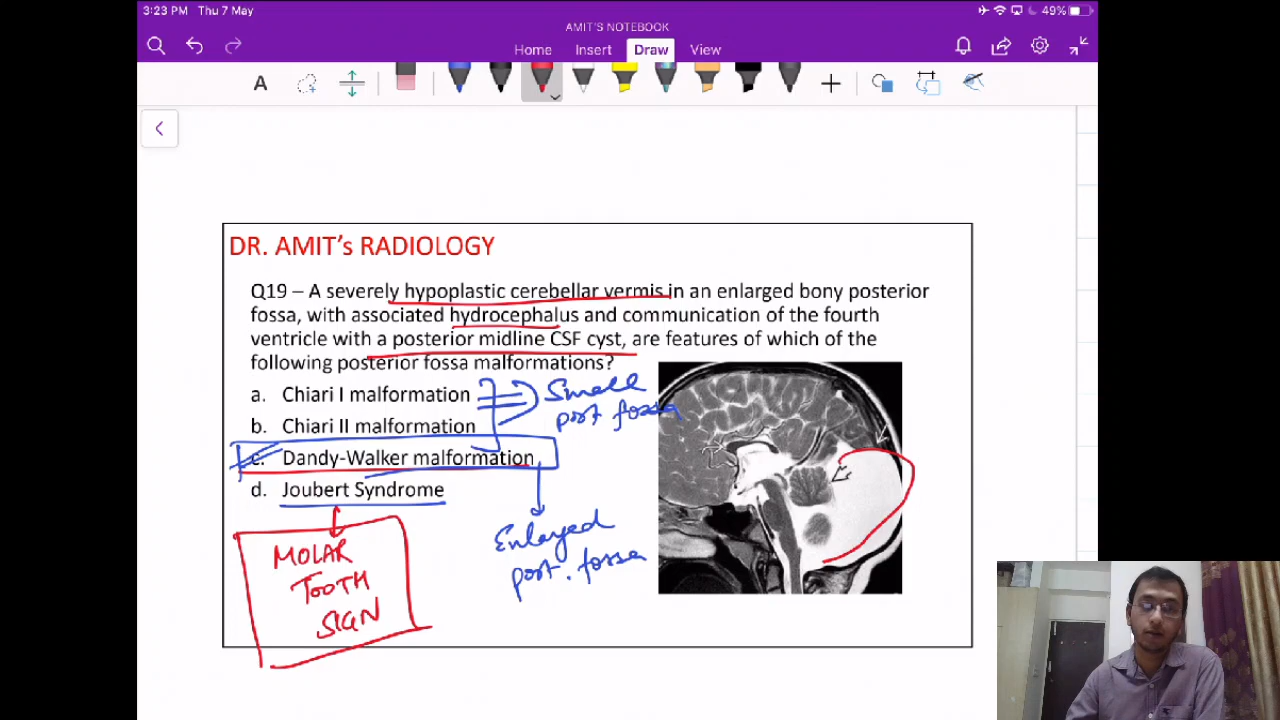 3:23 PM Thu 7 May
49%
AMIT'S NOTEBOOK
Home Insert Draw View
A
DR. AMIT's RADIOLOGY
Q19 – A severely hypoplastic cerebellar vermis in an enlarged bony posterior
fossa, with associated hydrocephalus and communication of the fourth
ventricle with a posterior midline CSF cyst, are features of which of the
following posterior fossa malformations?
a. Chiari I malformation
Small
post fossa
b. Chiari II malformation
c. Dandy-Walker malformation
d. Joubert Syndrome
Enlarged
post. fossa
MOLAR
TOOTH
SIGN